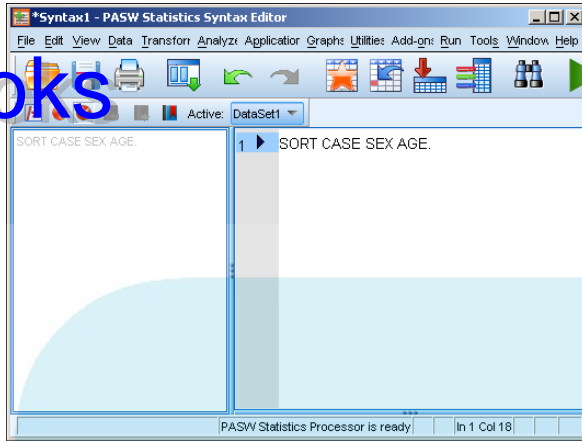 *Syntax1 - PASW Statistics Syntax Editor
File Edit View Data Transforr Analyze Applicatior Graphs Utilities Add-ons Run Tools Window Help
oks
Active: DataSet1
SORT CASE SEX AGE.
1 SORT CASE SEX AGE.
PASW Statistics Processor is ready In 1 Col 18